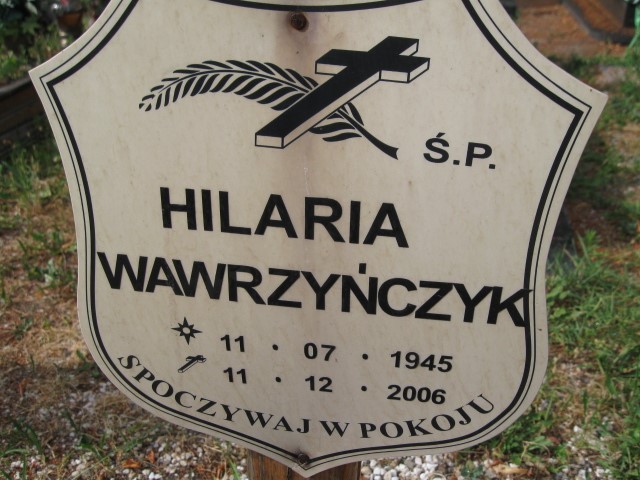 Ś.P.
HILARIA
WAWRZYŃCZYK
11 · 07 · 1945
11 · 12 · 2006
SPOCZYWAJ W POKOJU